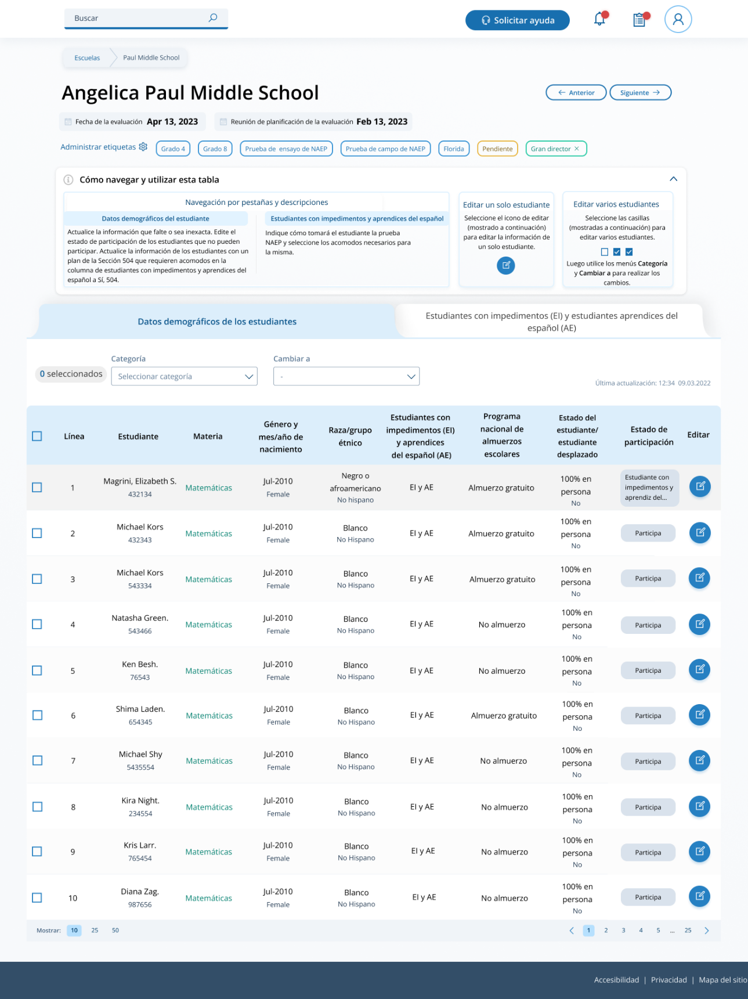 Buscar
Solicitar ayuda
Escuelas
Paul Middle School
Angelica Paul Middle School
← Anterior
Siguiente →
Fecha de la evaluación Apr 13, 2023
Reunión de planificación de la evaluación Feb 13, 2023
Administrar etiquetas
Grado 4
Grado 8
Prueba de ensayo de NAEP
Prueba de campo de NAEP
Florida
Pendiente
Gran director ×
Cómo navegar y utilizar esta tabla
Navegación por pestañas y descripciones
Datos demográficos del estudiante
Actualice la información que falte o sea inexacta. Edite el
estado de participación de los estudiantes que no pueden
participar. Actualice la información de los estudiantes con un
plan de la Sección 504 que requieren acomodos en la
columna de estudiantes con impedimentos y aprendices del
español a Sí, 504.
Estudiantes con impedimentos y aprendices del español
Indique cómo tomará el estudiante la prueba
NAEP y seleccione los acomodos necesarios para
la misma.
Editar un solo estudiante
Seleccione el icono de editar
(mostrado a continuación)
para editar la información de
un solo estudiante.
Editar varios estudiantes
Seleccione las casillas
(mostradas a continuación) para
editar varios estudiantes.
Luego utilice los menús Categoría
y Cambiar a para realizar los
cambios.
Datos demográficos de los estudiantes
Estudiantes con impedimentos (EI) y estudiantes aprendices del
español (AE)
0 seleccionados
Categoría
Seleccionar categoría
Cambiar a
-
Última actualización: 12:34 09.03.2022
Línea
Estudiante
Materia
Género y
mes/año de
nacimiento
Raza/grupo
étnico
Estudiantes con
impedimentos (EI)
y aprendices
del español (AE)
Programa
nacional de
almuerzos
escolares
Estado del
estudiante/
estudiante
desplazado
Estado de
participación
Editar
1
Magrini, Elizabeth S.
432134
Matemáticas
Jul-2010
Female
Negro o
afroamericano
No hispano
EI y AE
Almuerzo gratuito
100% en
persona
No
Estudiante con
impedimentos y
aprendiz del...
2
Michael Kors
432343
Matemáticas
Jul-2010
Female
Blanco
No Hispano
EI y AE
Almuerzo gratuito
100% en
persona
No
Participa
3
Michael Kors
543334
Matemáticas
Jul-2010
Female
Blanco
No Hispano
EI y AE
Almuerzo gratuito
100% en
persona
No
Participa
4
Natasha Green.
543466
Matemáticas
Jul-2010
Female
Blanco
No Hispano
EI y AE
No almuerzo
100% en
persona
No
Participa
5
Ken Besh.
76543
Matemáticas
Jul-2010
Female
Blanco
No Hispano
EI y AE
No almuerzo
100% en
persona
No
Participa
6
Shima Laden.
654345
Matemáticas
Jul-2010
Female
Blanco
No Hispano
EI y AE
Almuerzo gratuito
100% en
persona
No
Participa
7
Michael Shy
5435554
Matemáticas
Jul-2010
Female
Blanco
No Hispano
EI y AE
No almuerzo
100% en
persona
No
Participa
8
Kira Night.
234554
Matemáticas
Jul-2010
Female
Blanco
No Hispano
EI y AE
No almuerzo
100% en
persona
No
Participa
9
Kris Larr.
765454
Matemáticas
Jul-2010
Female
Blanco
No Hispano
EI y AE
No almuerzo
100% en
persona
No
Participa
10
Diana Zag.
987656
Matemáticas
Jul-2010
Female
Blanco
No Hispano
EI y AE
No almuerzo
100% en
persona
No
Participa
Mostrar: 10 25 50
1 2 3 4 5 ... 25
Accesibilidad | Privacidad | Mapa del sitio